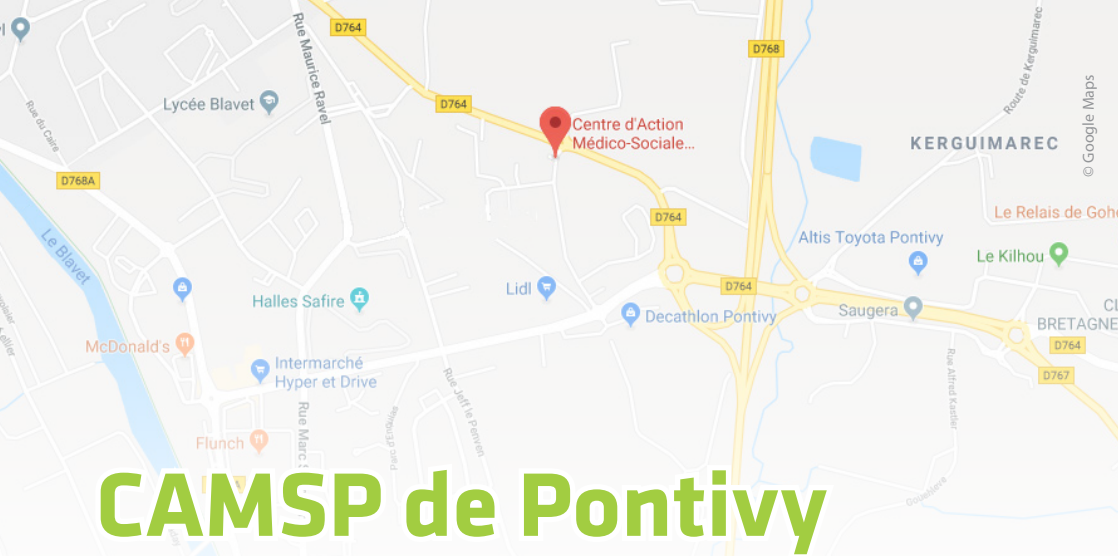 D764
D768
Rue Maurice Ravel
Route de Kerguimarec
D764
Lycée Blavet
© Google Maps
Rue du Caire
Centre d'Action
Médico-Sociale...
KERGUIMAREC
D768A
Le Relais de Goh
D764
Le Blavet
Altis Toyota Pontivy
Le Kilhou
D764
Lidl
Halles Safire
Saugera
Decathlon Pontivy
BRETAGNE
McDonald's
D764
Intermarché
Hyper et Drive
D767
Rue Jeff le Penven
Rue Alfred Kastler
Rue Marc S
Flunch
CAMSP de Pontivy